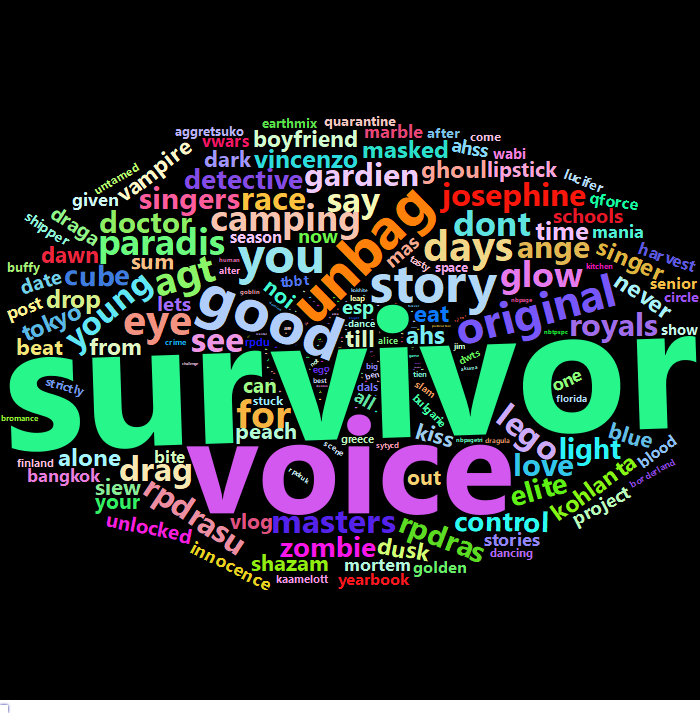 earthmix quarantine
aggretsuko vwars boyfriend marble after come
dark vincenzo masked ahss wabi
untamed vampire detective gardien ghoul lipstick lucifer
given singers race. say josephine qforce
shipper draga doctor camping dont time schools mania
dawn paradis season now you unbag mas days ange singer harvest
buffy date cube sum agt noi tbbt story tasty space glow never senior
post drop young lets good esp eat original royals circle
tokyo beat from eye see rpdu till ahs show
human alter goblin leap dance alice jim dwts kitchen
crime
survivor
strictly can for stuck peach egg best big ben dals all slam bulgarie tien akuma one florida
bromance greece kiss lego blue
finland alone bite drag voice scene sytycd dragula light kohlanta blood
bangkok siew your rpdrasu rpduk out love elite project borderland
unlocked vlog masters rpdras control stories
innocence zombie dusk dancing
shazam mortem golden
kaamelott yearbook